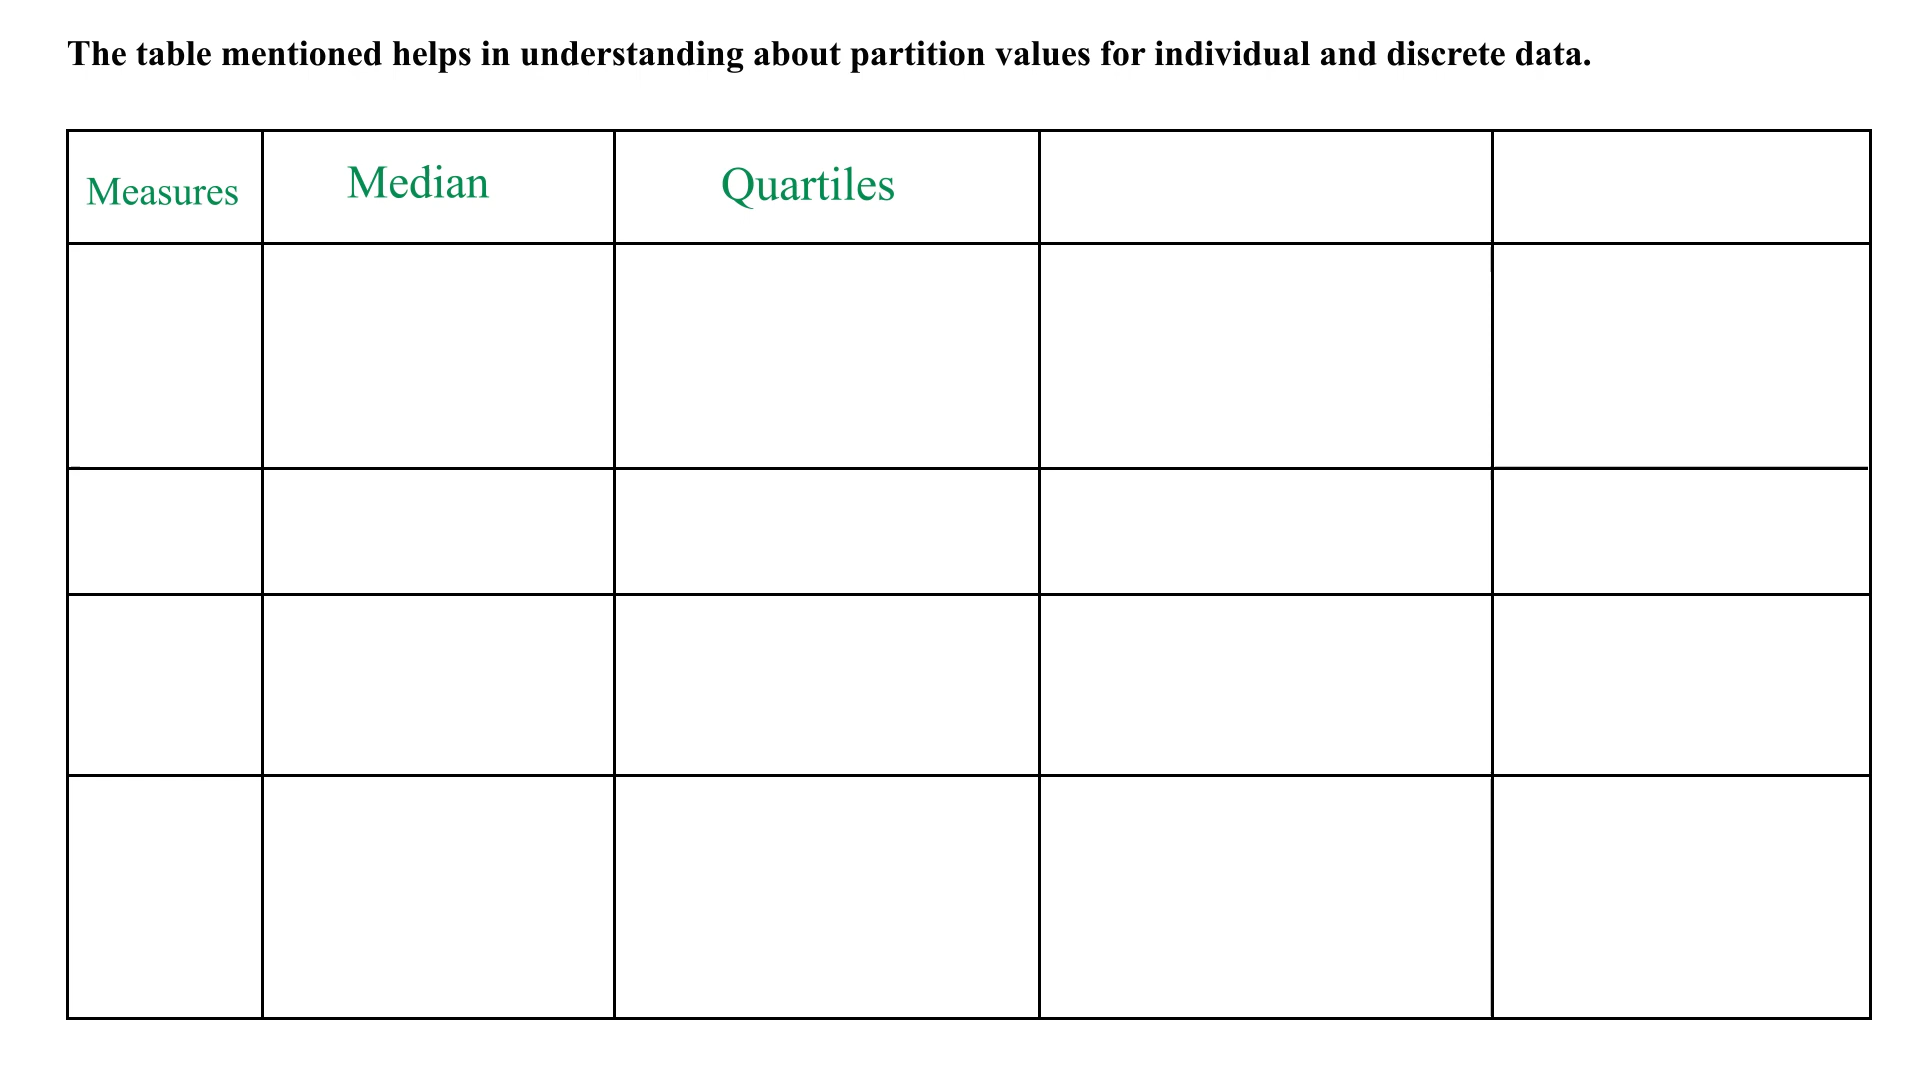 The table mentioned helps in understanding about partition values for individual and discrete data.
Measures
Median
Quartiles